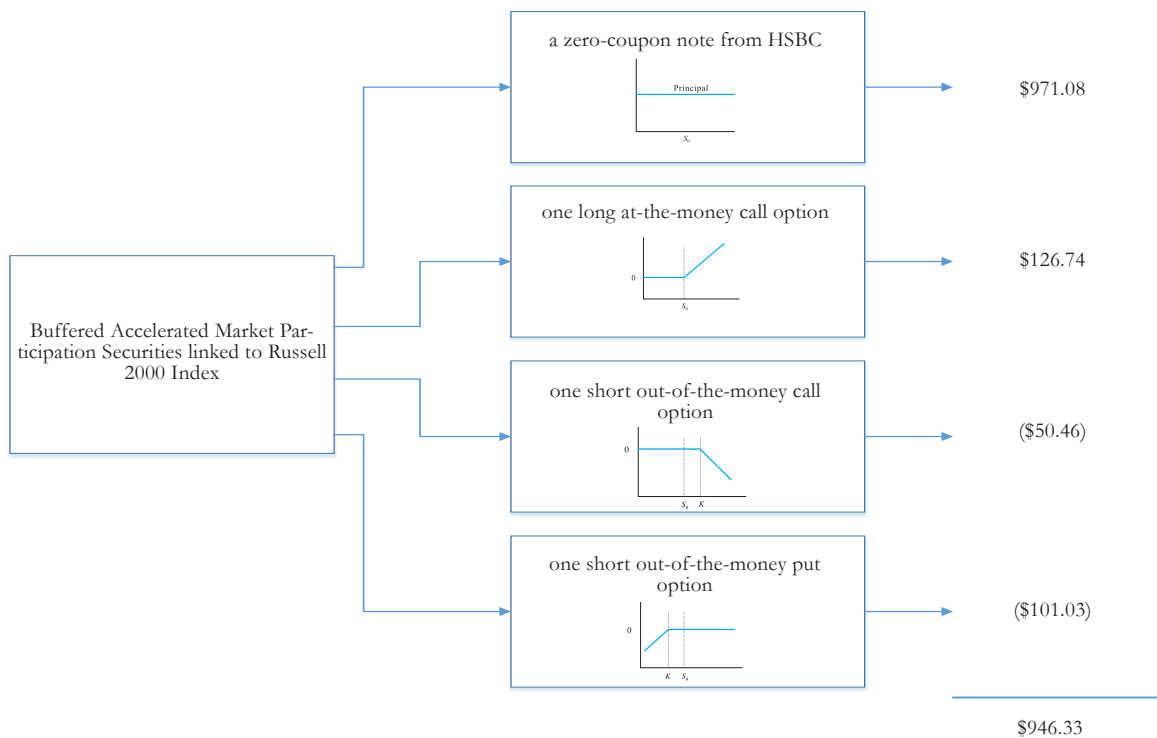 a zero-coupon note from HSBC
Principal
S₀
$971.08
one long at-the-money call option
0
S₀
$126.74
Buffered Accelerated Market Par-
ticipation Securities linked to Russell
2000 Index
one short out-of-the-money call
option
0
S₀ K
($50.46)
one short out-of-the-money put
option
0
K S₀
($101.03)
$946.33